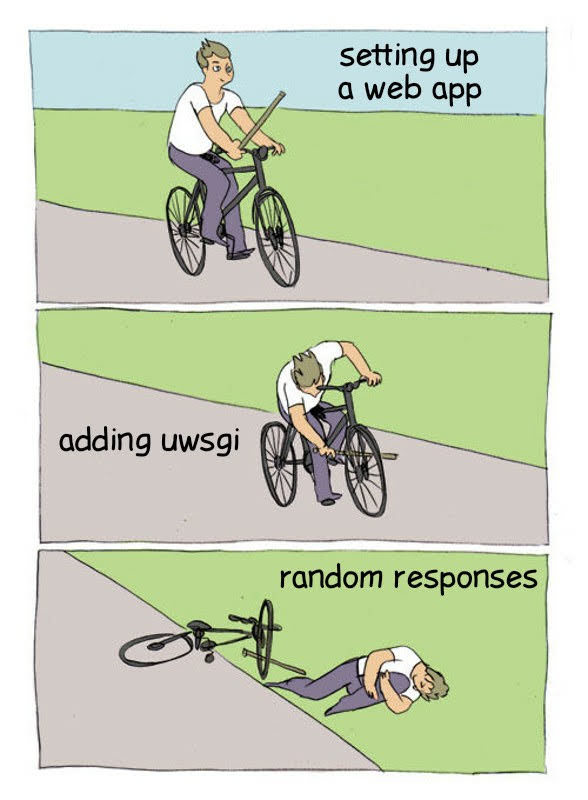 setting up
a web app
adding uwsgi
random responses